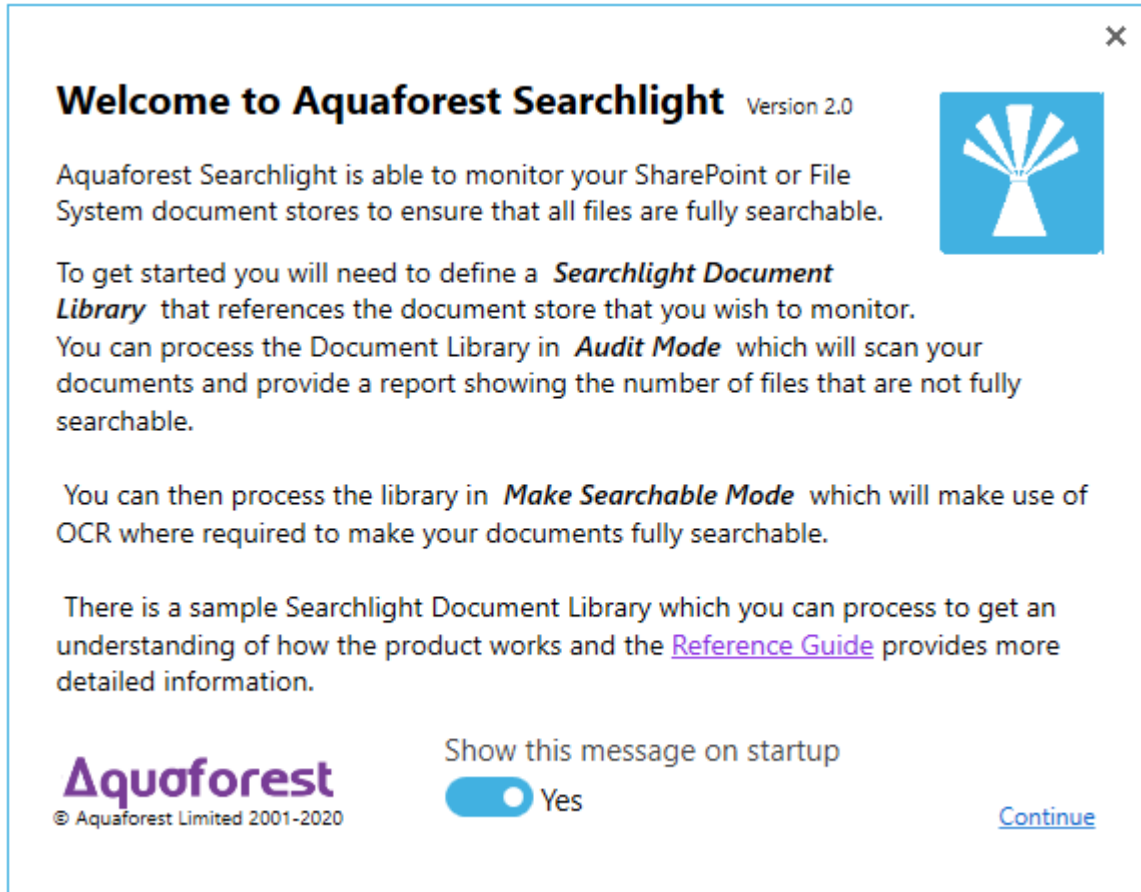 Welcome to Aquaforest Searchlight Version 2.0
Aquaforest Searchlight is able to monitor your SharePoint or File
System document stores to ensure that all files are fully searchable.
To get started you will need to define a Searchlight Document
Library that references the document store that you wish to monitor.
You can process the Document Library in Audit Mode which will scan your
documents and provide a report showing the number of files that are not fully
searchable.
You can then process the library in Make Searchable Mode which will make use of
OCR where required to make your documents fully searchable.
There is a sample Searchlight Document Library which you can process to get an
understanding of how the product works and the Reference Guide provides more
detailed information.
Show this message on startup
Yes
Aquaforest
© Aquaforest Limited 2001-2020
Continue